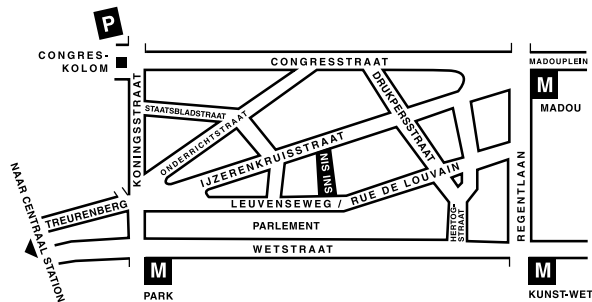 P
CONGRES-
KOLOM
CONGRESSTRAAT
MADOUPLEIN
M
MADOU
KONINGSSTRAAT
STAATSBLADSTRAAT
ONDERRICHTSTRAAT
DRUKPERSSTRAAT
IJZERENKRUISSTRAAT
NIS INS
LEUVENSEWEG / RUE DE LOUVAIN
REGENTLAAN
HERTOG-
STRAAT
TREURENBERG
NAAR CENTRAAL STATION
PARLEMENT
WETSTRAAT
M
PARK
M
KUNST-WET